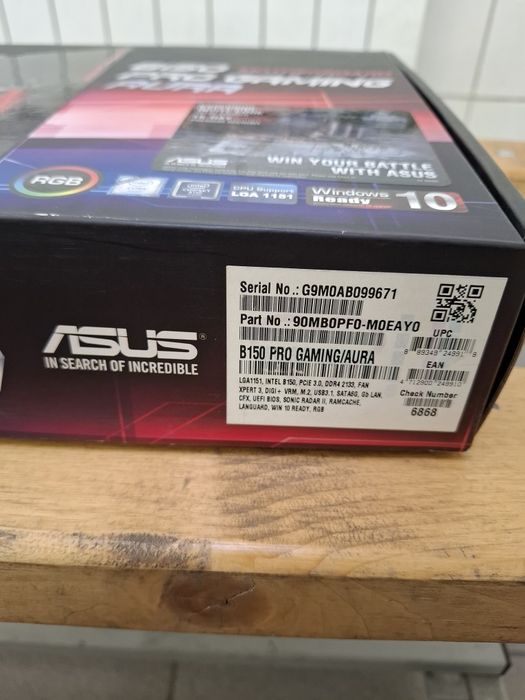 PRO GAMING
AURA
ASUS
WIN YOUR BATTLE
WITH ASUS
RGB
CPU Support
LGA 1151
Windows 10
Ready
ASUS
IN SEARCH OF INCREDIBLE
Serial No.: G9M0AB099671
Part No.: 90MB0PF0-M0EAY0
UPC
B150 PRO GAMING/AURA
EAN
LGA1151, INTEL B150, PCIE 3.0, DDR4 2133, FAN
XPERT 3, DIGI+ VRM, M.2, USB3.1, SATA6G, Gb LAN,
CFX, UEFI BIOS, SONIC RADAR II, RAMCACHE,
LANGUARD, WIN 10 READY, RGB
Check Number
6868